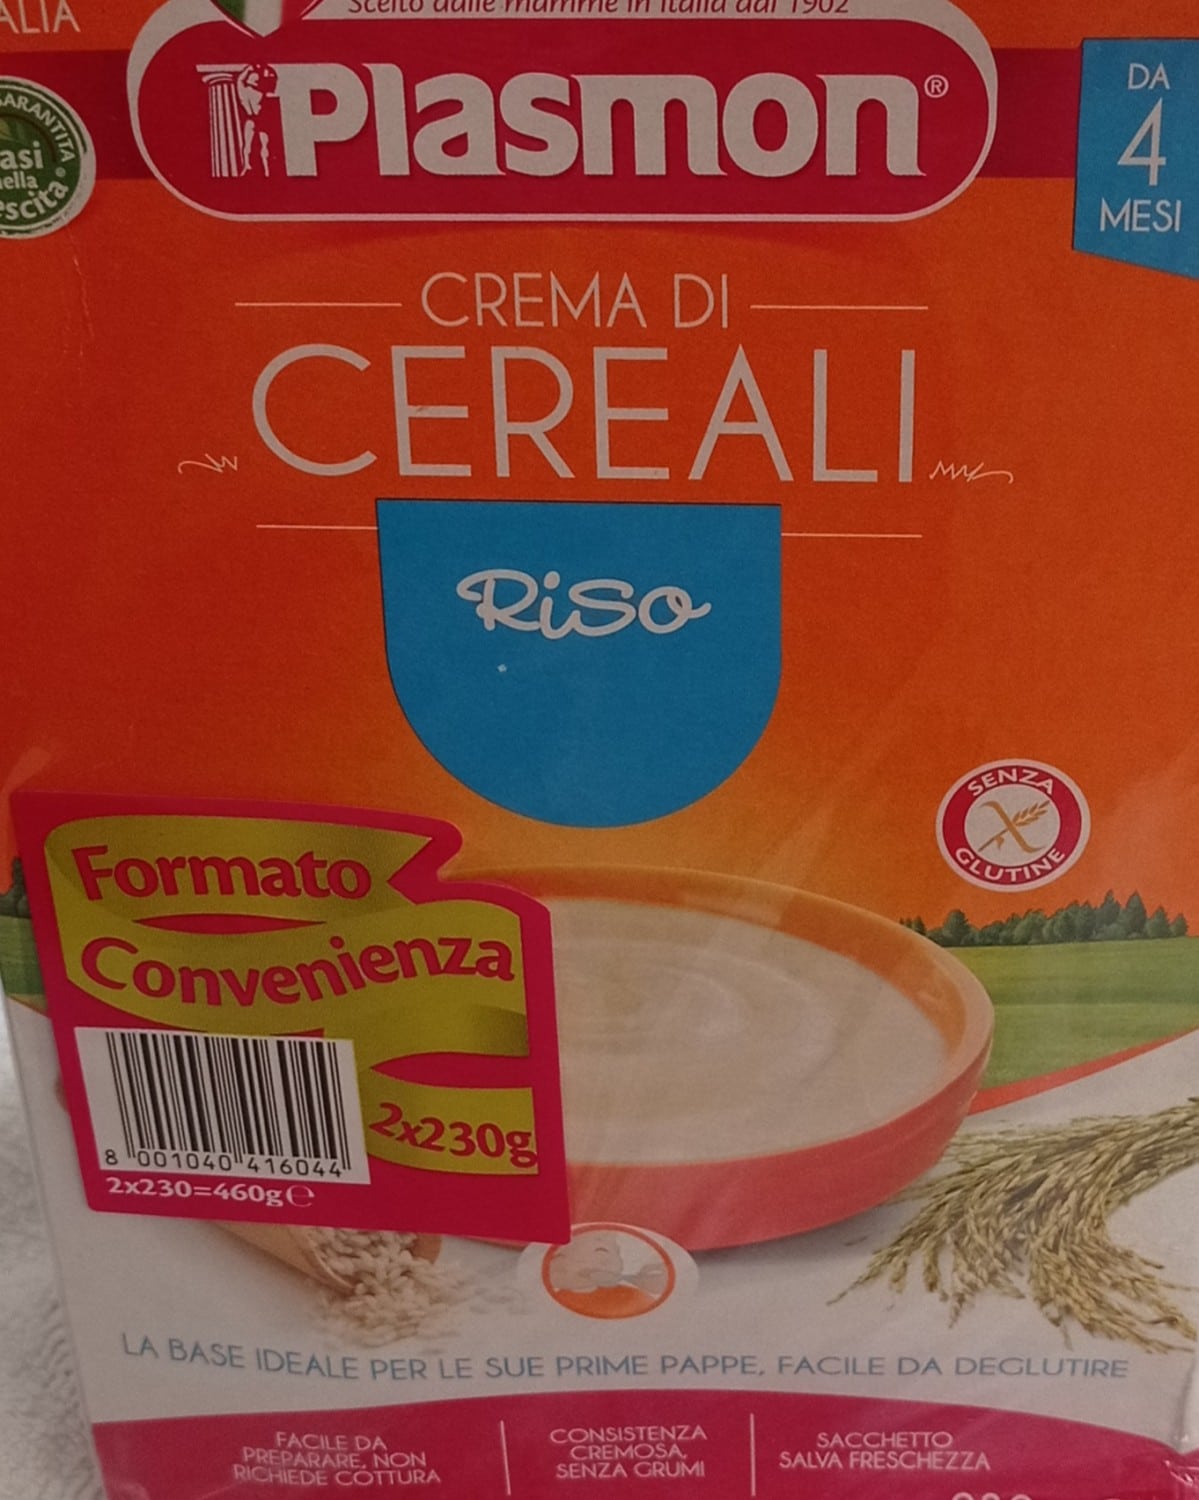 Scelto dalle mamme in Italia dal 1902
Plasmon®
DA
4
MESI
CREMA DI
CEREALI
RiSo
SENZA
GLUTINE
Formato
Convenienza
2x230g
8 001040 416044
2x230=460g℮
LA BASE IDEALE PER LE SUE PRIME PAPPE, FACILE DA DEGLUTIRE
FACILE DA
PREPARARE, NON
RICHIEDE COTTURA
CONSISTENZA
CREMOSA,
SENZA GRUMI
SACCHETTO
SALVA FRESCHEZZA